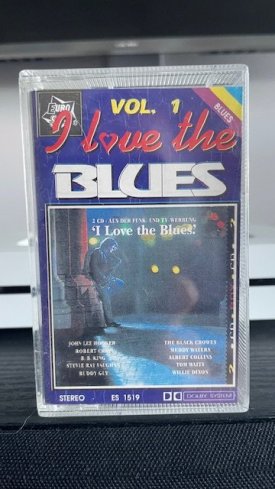 EURO
VOL. 1
BLUES
I love the
BLUES
2 CD - AUS DER FUNK- UND TV-WERBUNG
'I Love the Blues'
JOHN LEE HOOKER
ROBERT CRAY
B. B. KING
STEVIE RAY VAUGHAN
BUDDY GUY
THE BLACK CROWES
MUDDY WATERS
ALBERT COLLINS
TOM WAITS
WILLIE DIXON
STEREO
ES 1519
DOLBY SYSTEM